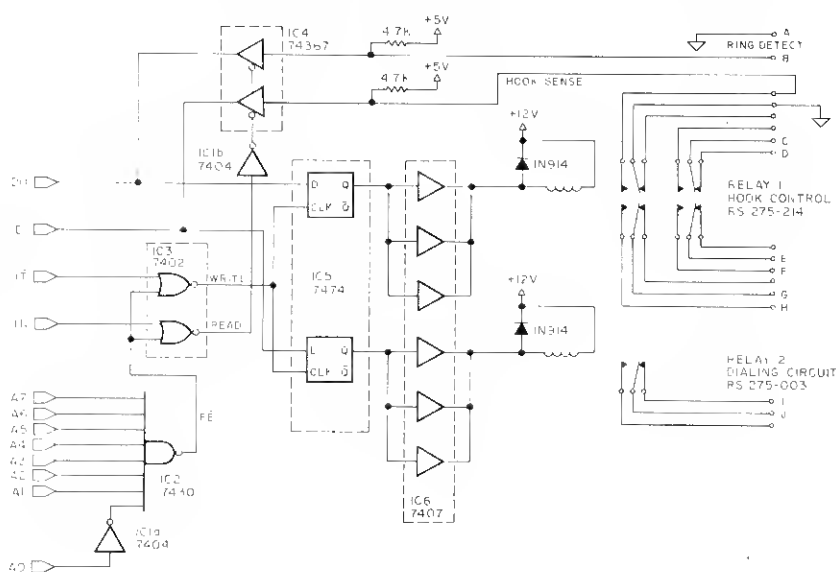 IC4
74367
4.7K
+5V
A
RING DETECT
B
4.7K
+5V
HOOK SENSE
+12V
IC1b
7404
IN914
C
D
D Q
CLK Q̅
RELAY 1
HOOK CONTROL
RS 275-214
IC3
7402
IC5
7474
READ
+12V
IN914
E
F
G
H
Q
CLK Q̅
RELAY 2
DIALING CIRCUIT
RS 275-003
I
J
A7
A6
A5
A4
A3
A2
A1
FE
IC2
7430
IC6
7407
IC1a
7404
A0